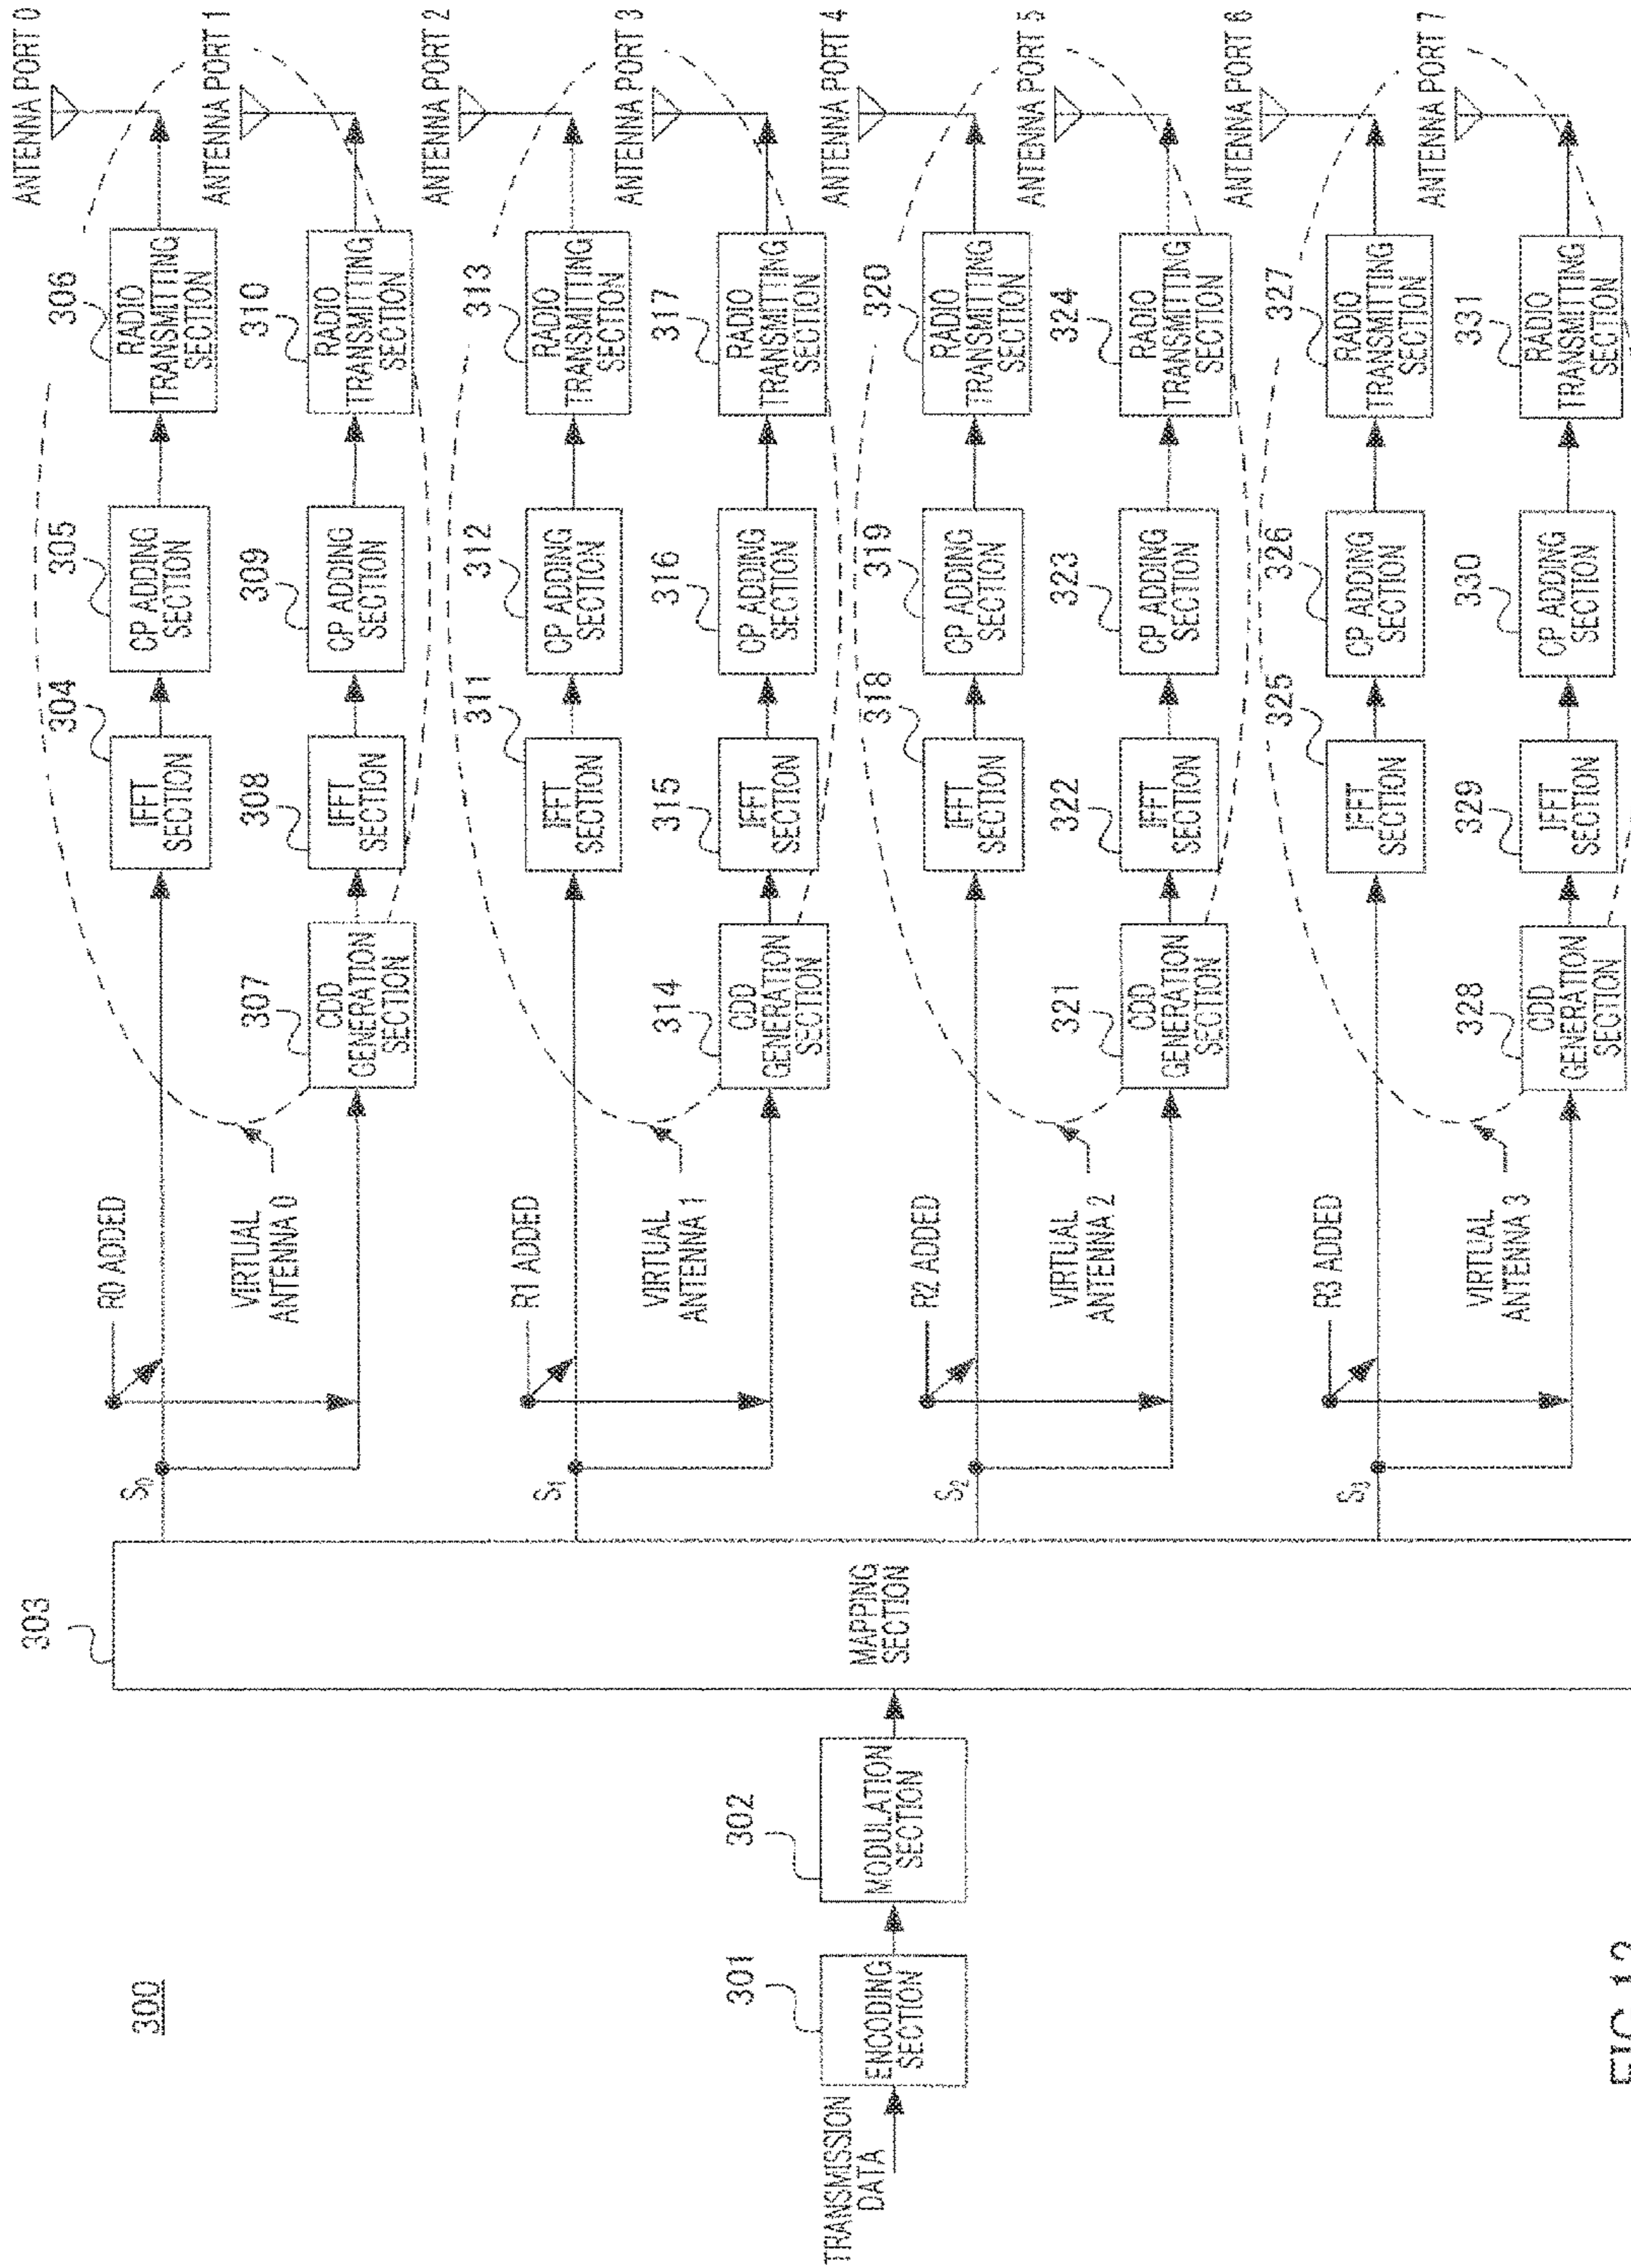 300
TRANSMISSION
DATA
301
ENCODING
SECTION
302
MODULATION
SECTION
303
MAPPING
SECTION
S0
R0 ADDED
VIRTUAL
ANTENNA 0
304
IFFT
SECTION
305
CP ADDING
SECTION
306
RADIO
TRANSMITTING
SECTION
ANTENNA PORT 0
307
CDD
GENERATION
SECTION
308
IFFT
SECTION
309
CP ADDING
SECTION
310
RADIO
TRANSMITTING
SECTION
ANTENNA PORT 1
S1
R1 ADDED
VIRTUAL
ANTENNA 1
311
IFFT
SECTION
312
CP ADDING
SECTION
313
RADIO
TRANSMITTING
SECTION
ANTENNA PORT 2
314
CDD
GENERATION
SECTION
315
IFFT
SECTION
316
CP ADDING
SECTION
317
RADIO
TRANSMITTING
SECTION
ANTENNA PORT 3
S2
R2 ADDED
VIRTUAL
ANTENNA 2
318
IFFT
SECTION
319
CP ADDING
SECTION
320
RADIO
TRANSMITTING
SECTION
ANTENNA PORT 4
321
CDD
GENERATION
SECTION
322
IFFT
SECTION
323
CP ADDING
SECTION
324
RADIO
TRANSMITTING
SECTION
ANTENNA PORT 5
S3
R3 ADDED
VIRTUAL
ANTENNA 3
325
IFFT
SECTION
326
CP ADDING
SECTION
327
RADIO
TRANSMITTING
SECTION
ANTENNA PORT 6
328
CDD
GENERATION
SECTION
329
IFFT
SECTION
330
CP ADDING
SECTION
331
RADIO
TRANSMITTING
SECTION
ANTENNA PORT 7